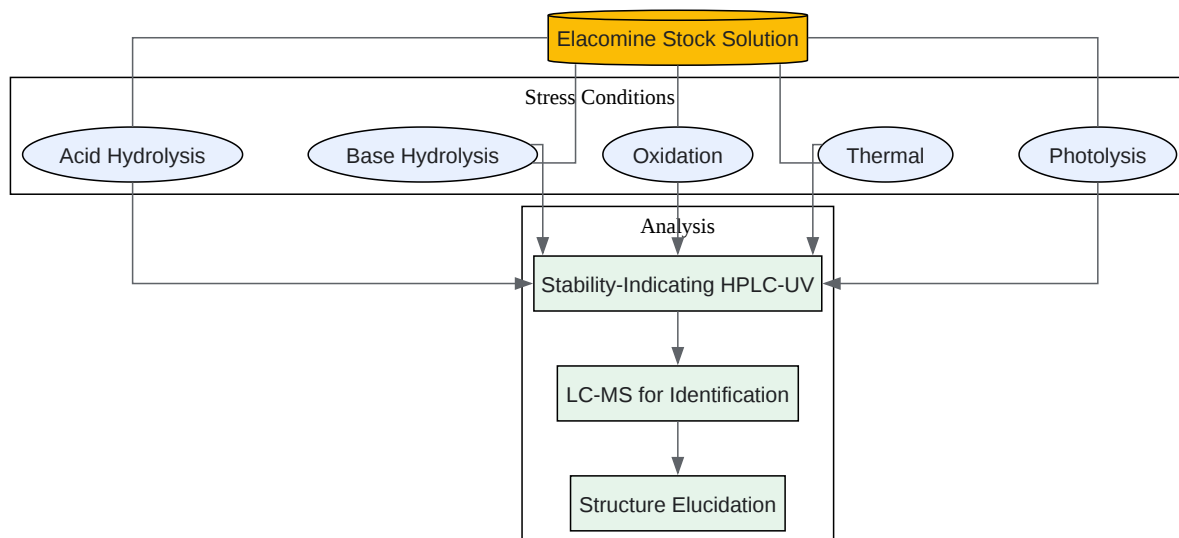 Elacomine Stock Solution
Stress Conditions
Acid Hydrolysis
Base Hydrolysis
Oxidation
Thermal
Photolysis
Analysis
Stability-Indicating HPLC-UV
LC-MS for Identification
Structure Elucidation